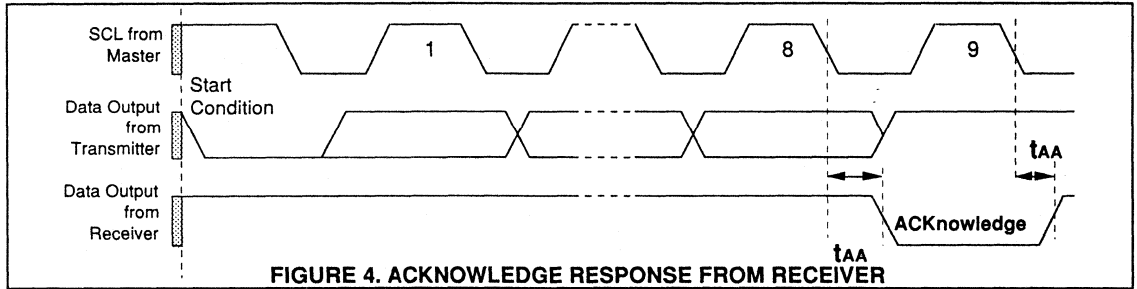 SCL from
Master
1
8
9
Start
Condition
Data Output
from
Transmitter
tAA
Data Output
from
Receiver
ACKnowledge
tAA
FIGURE 4. ACKNOWLEDGE RESPONSE FROM RECEIVER